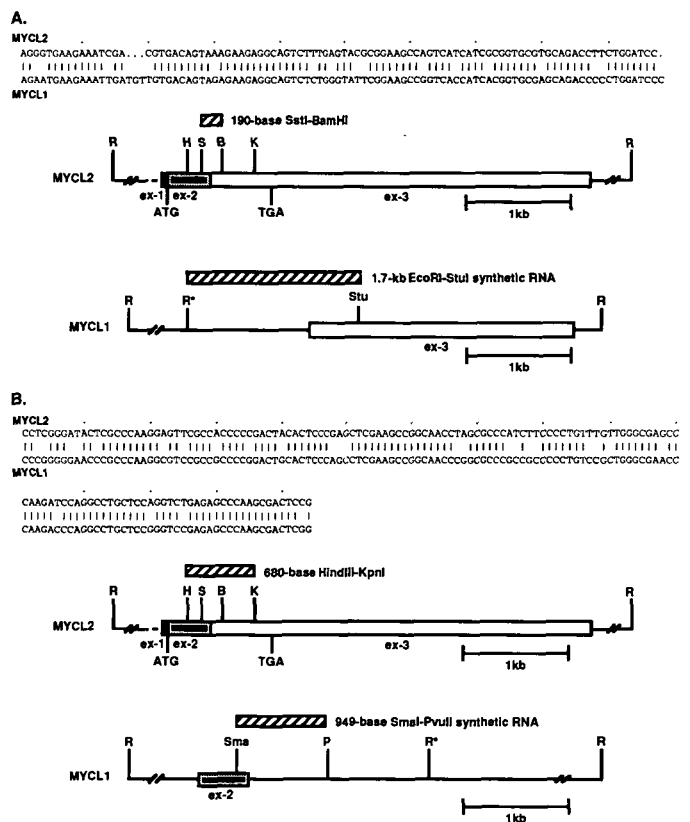 A.
MYCL2
AGGGTGAAGAAATCGA...CGTGACAGTAAAGAAGAGGCAGTCTTTGAGTACGCGGAAGCCAGTCATCATCGCGGTGCGTGCAGACCTTCTGGATCC.
AGAATGAAGAAATTGATGTTGTGACAGTAGAGAAGAGGCAGTCTCTGGGTATTCGGAAGCCGGTCACCATCACGGTGCGAGCAGACCCCCTGGATCCC
MYCL1
190-base SstI-BamHI
R H S B K R
MYCL2
ex-1 ex-2 ex-3
ATG TGA
1kb
1.7-kb EcoRI-StuI synthetic RNA
R R* Stu R
MYCL1
ex-3
1kb
B.
MYCL2
CCTCGGGATACTCGCCCAAGGAGTTCGCCACCCCCGACTACACTCCCGAGCTCGAAGCCGGCAACCTAGCGCCCATCTTCCCCTGTTTGTTGGGCGAGCC
CCCGGGGGAACCCGCCCAAGGCGTCCGCCGCCCCGGACTGCACTCCCAGCCTCGAAGCCGGCAACCCGGCGCCCGCCGCCCCCTGTCCGCTGGGCGAACC
MYCL1
CAAGATCCAGGCCTGCTCCAGGTCTGAGAGCCCAAGCGACTCCG
CAAGACCCAGGCCTGCTCCGGGTCCGAGAGCCCAAGCGACTCGG
680-base HindIII-KpnI
R H S B K R
MYCL2
ex-1 ex-2 ex-3
ATG TGA
1kb
949-base SmaI-PvuII synthetic RNA
R Sma P R* R
MYCL1
ex-2
1kb